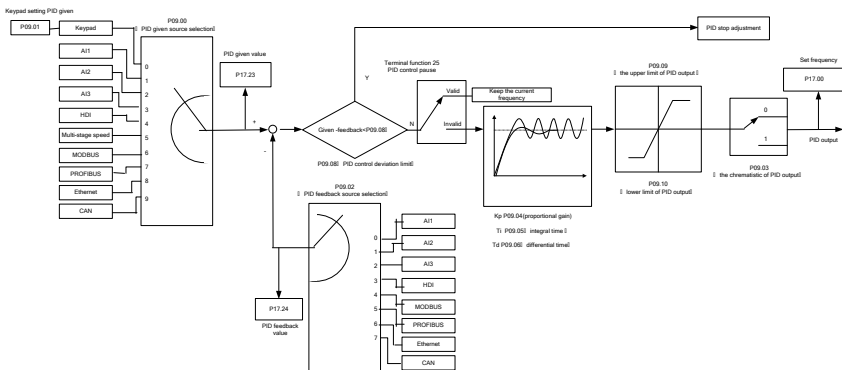 Keypad setting PID given
P09.01
Keypad
AI1
AI2
AI3
HDI
Multi-stage speed
MODBUS
PROFIBUS
Ethernet
CAN
P09.00
PID given source selection
0
1
2
3
4
5
6
7
8
9
PID given value
P17.23
+
-
Given -feedback<P09.08
P09.08 PID control deviation limit
Y
N
PID stop adjustment
Terminal function 25
PID control pause
Valid
Invalid
Keep the current
frequency
Kp P09.04(proportional gain)
Ti P09.05 integral time
Td P09.06 differential time
P09.09
the upper limit of PID output
P09.10
lower limit of PID output
0
1
P09.03
the chrematistic of PID output
Set frequency
P17.00
PID output
P09.02
PID feedback source selection
0
1
2
3
4
5
6
7
AI1
AI2
AI3
HDI
MODBUS
PROFIBUS
Ethernet
CAN
P17.24
PID feedback
value